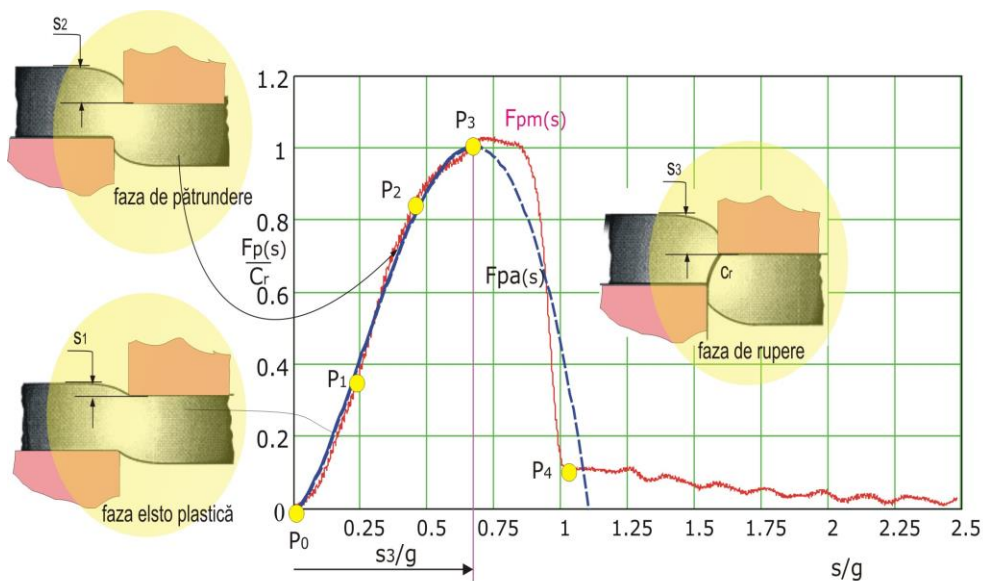 s2
faza de pătrundere
s1
faza elsto plastică
1.2
1
0.8
Fp(s)
Cr
0.6
0.4
0.2
0
P3
Fpm(s)
P2
Fpa(s)
P1
P4
P0
s3
cr
faza de rupere
0.25 0.5 0.75 1 1.25 1.5 1.75 2 2.25 2.5
s3/g
s/g